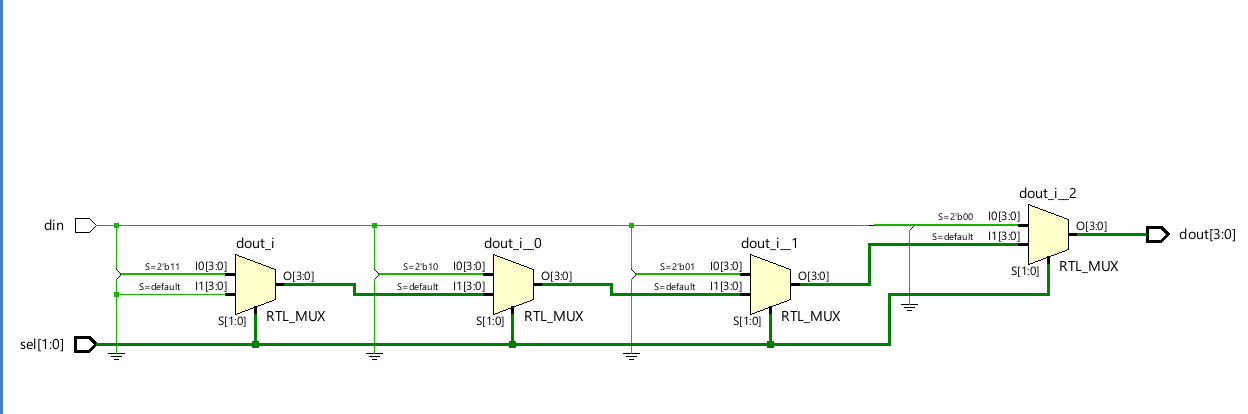 dout_i__2
S=2'b00 I0[3:0]
din O[3:0] dout[3:0]
dout_i dout_i__0 dout_i__1 S=default I1[3:0]
S=2'b11 I0[3:0] S=2'b10 I0[3:0] S=2'b01 I0[3:0] S[1:0] RTL_MUX
O[3:0] O[3:0] O[3:0]
S=default I1[3:0] S=default I1[3:0] S=default I1[3:0]
S[1:0] RTL_MUX S[1:0] RTL_MUX S[1:0] RTL_MUX
sel[1:0]